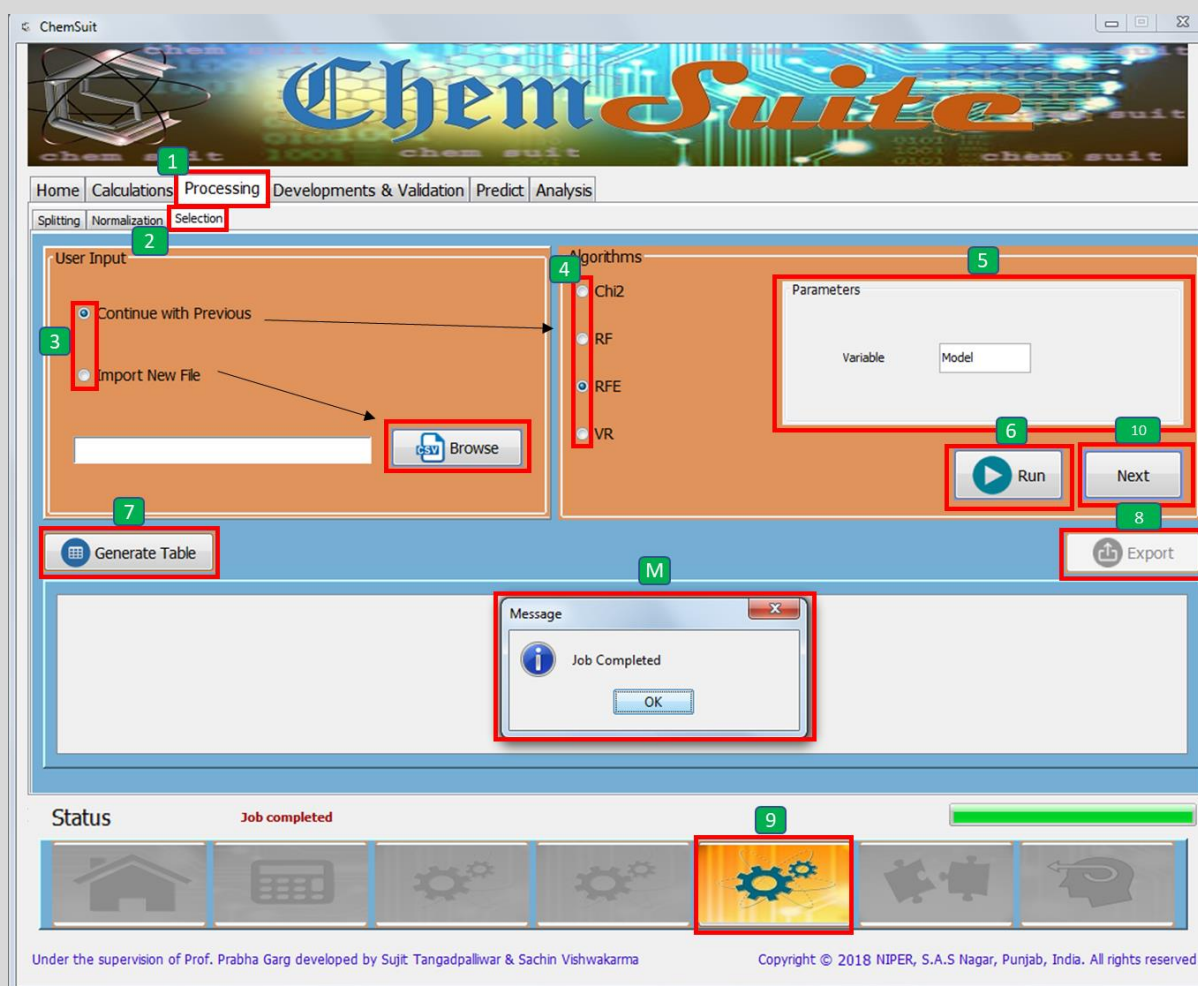 ChemSuit
Chem Suite
chem suit
chem suit
chem suit
1
Home Calculations Processing Developments & Validation Predict Analysis
Splitting Normalization Selection
2
User Input
Algorithms
4
5
Chi2
Parameters
Continue with Previous
3
RF
Variable Model
Import New File
RFE
CSV Browse
VR
6
10
Run
Next
7
8
Generate Table
Export
M
Message
Job Completed
OK
Status Job completed
9
Under the supervision of Prof. Prabha Garg developed by Sujit Tangadpalliwar & Sachin Vishwakarma
Copyright © 2018 NIPER, S.A.S Nagar, Punjab, India. All rights reserved